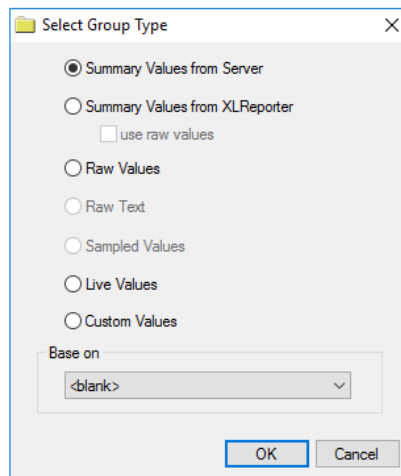 Select Group Type
Summary Values from Server
Summary Values from XLReporter
use raw values
Raw Values
Raw Text
Sampled Values
Live Values
Custom Values
Base on
<blank>
OK Cancel